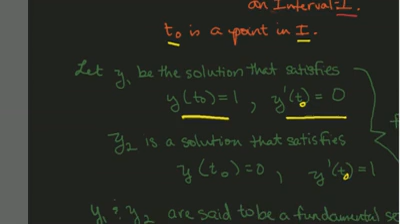 an Interval = I.
t₀ is a point in I.
Let y₁ be the solution that satisfies
y(t₀) = 1 , y'(t₀) = 0
y₂ is a solution that satisfies
y(t₀) = 0 , y'(t₀) = 1
y₁ & y₂ are said to be a fundamental se